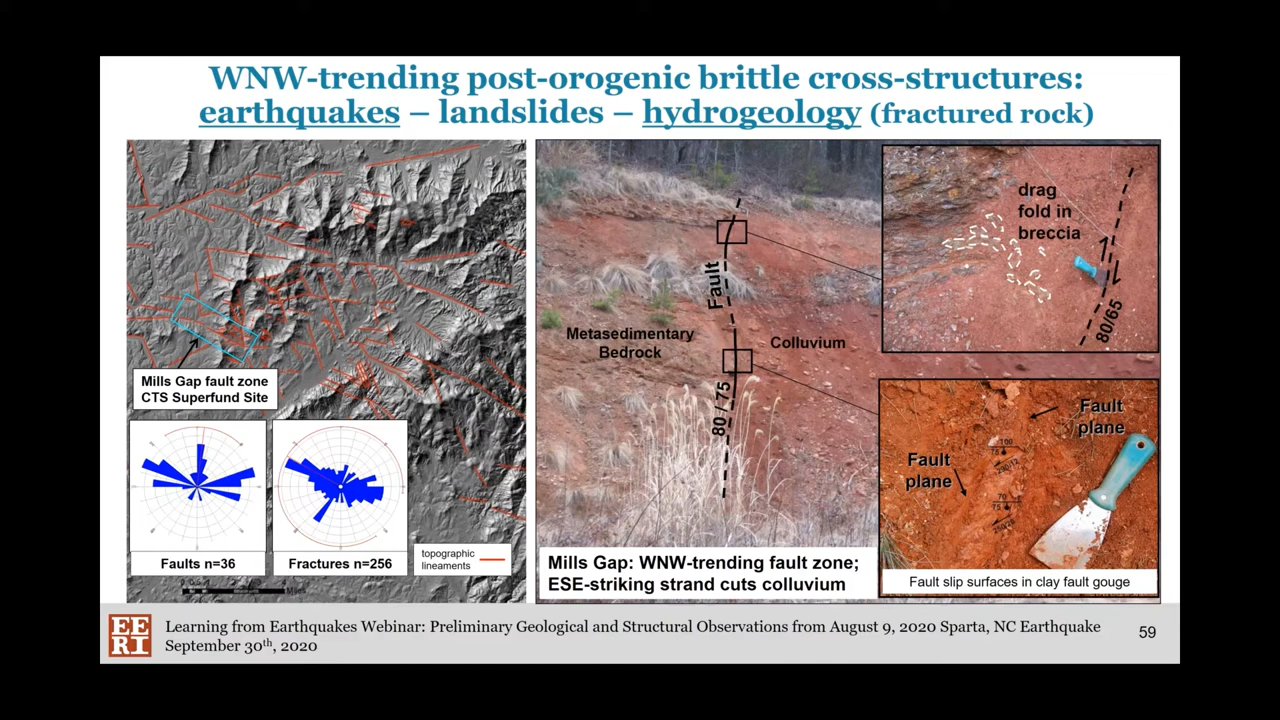 WNW-trending post-orogenic brittle cross-structures:
earthquakes – landslides – hydrogeology (fractured rock)
Mills Gap fault zone
CTS Superfund Site
Faults n=36
Fractures n=256
topographic
lineaments
Miles
Fault
Metasedimentary
Bedrock
Colluvium
80 / 75
Mills Gap: WNW-trending fault zone;
ESE-striking strand cuts colluvium
drag
fold in
breccia
80/65
Fault
plane
Fault
plane
100
70
75
Fault slip surfaces in clay fault gouge
EE
RI
Learning from Earthquakes Webinar: Preliminary Geological and Structural Observations from August 9, 2020 Sparta, NC Earthquake
September 30th, 2020
59